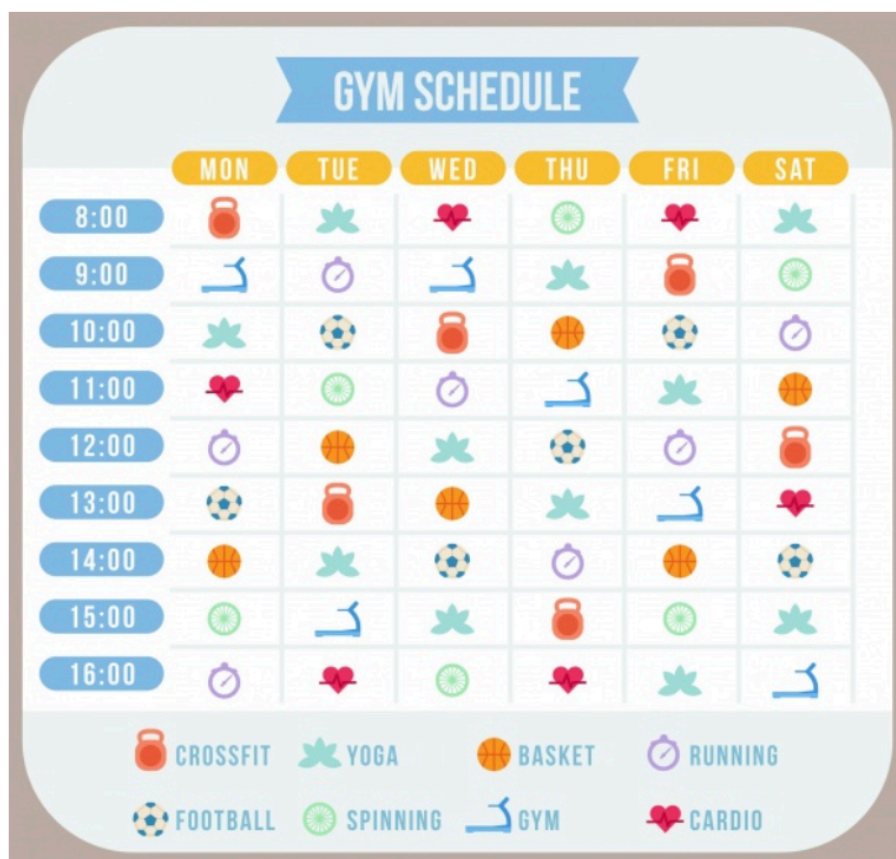 GYM SCHEDULE
MON TUE WED THU FRI SAT
8:00
9:00
10:00
11:00
12:00
13:00
14:00
15:00
16:00
CROSSFIT YOGA BASKET RUNNING
FOOTBALL SPINNING GYM CARDIO